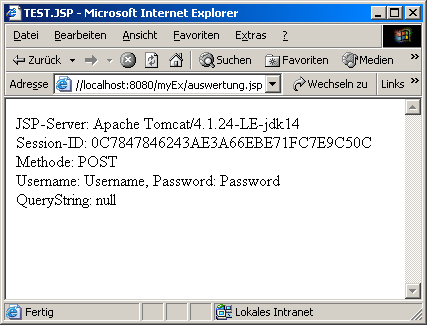 TEST.JSP - Microsoft Internet Explorer
Datei Bearbeiten Ansicht Favoriten Extras ?
Zurück Suchen Favoriten Medien »
Adresse //localhost:8080/myEx/auswertung.jsp Wechseln zu Links »
JSP-Server: Apache Tomcat/4.1.24-LE-jdk14
Session-ID: 0C7847846243AE3A66EBE71FC7E9C50C
Methode: POST
Username: Username, Password: Password
QueryString: null
Fertig Lokales Intranet